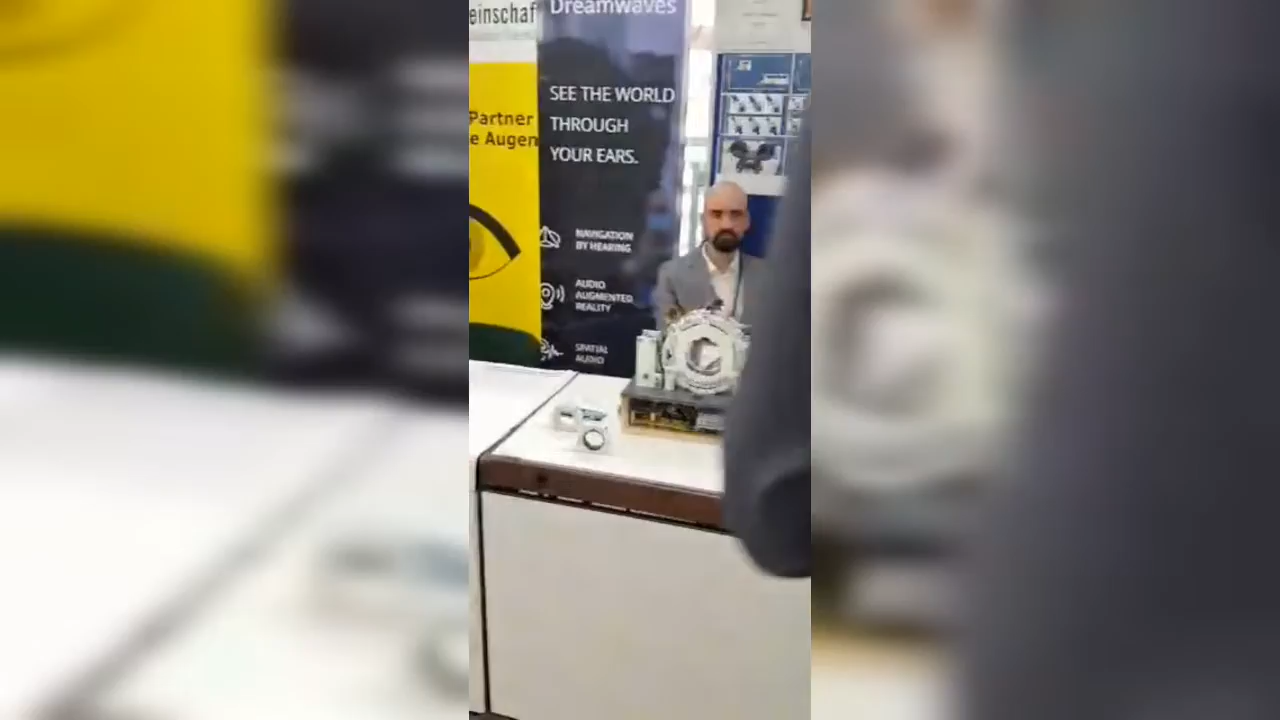 einschaf
Dreamwaves
SEE THE WORLD
THROUGH
YOUR EARS.
Partner
e Augen
NAVIGATION
BY HEARING
AUDIO
AUGMENTED
REALITY
SPATIAL
AUDIO